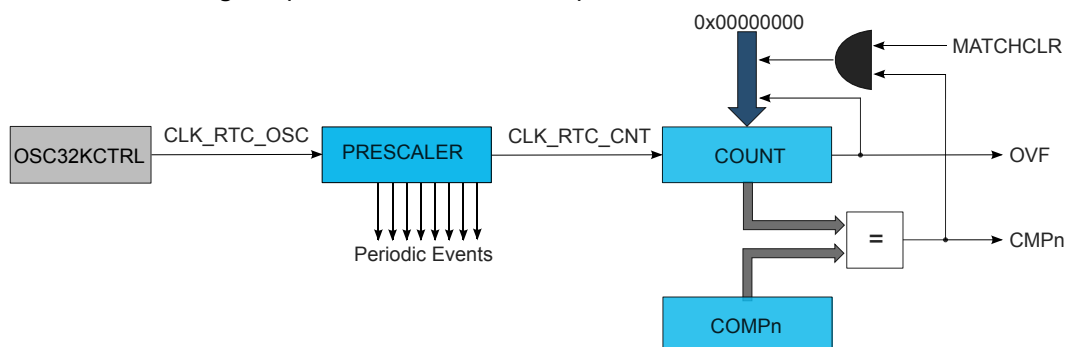 0x00000000
MATCHCLR
OSC32KCTRL
CLK_RTC_OSC
PRESCALER
CLK_RTC_CNT
COUNT
OVF
Periodic Events
=
CMPn
COMPn